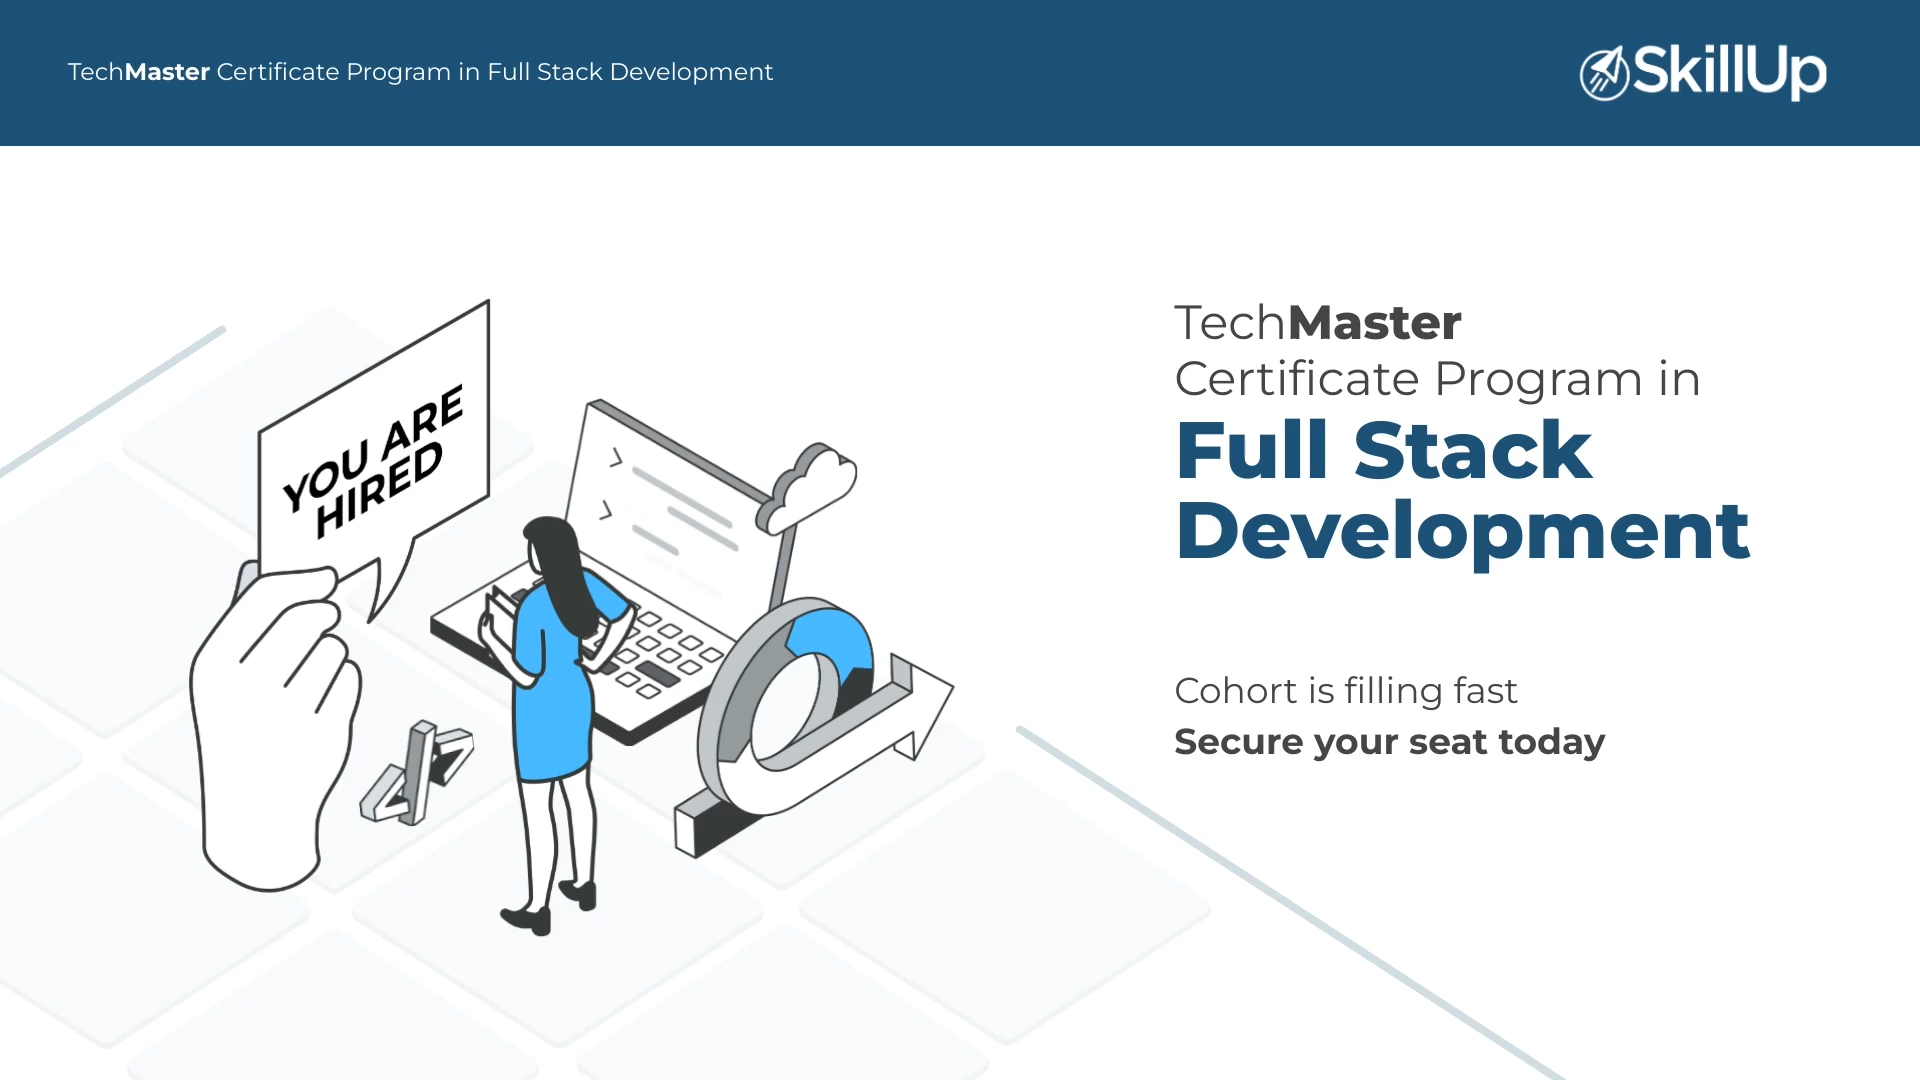 TechMaster Certificate Program in Full Stack Development
SkillUp
YOU ARE
HIRED
TechMaster
Certificate Program in
Full Stack
Development
Cohort is filling fast
Secure your seat today